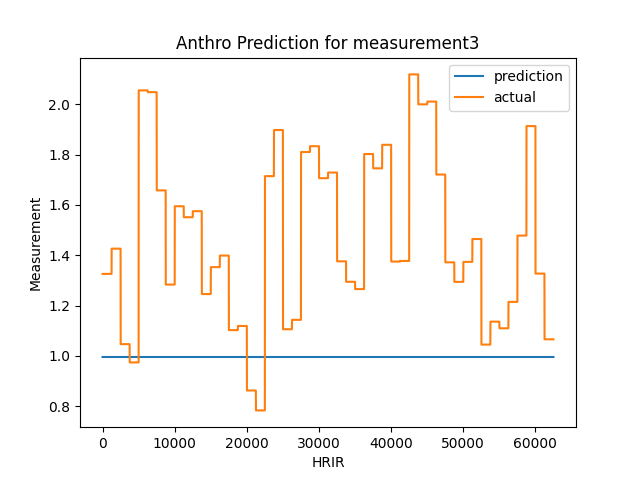 Anthro Prediction for measurement3
prediction
actual
Measurement
2.0
1.8
1.6
1.4
1.2
1.0
0.8
0
10000
20000
30000
40000
50000
60000
HRIR